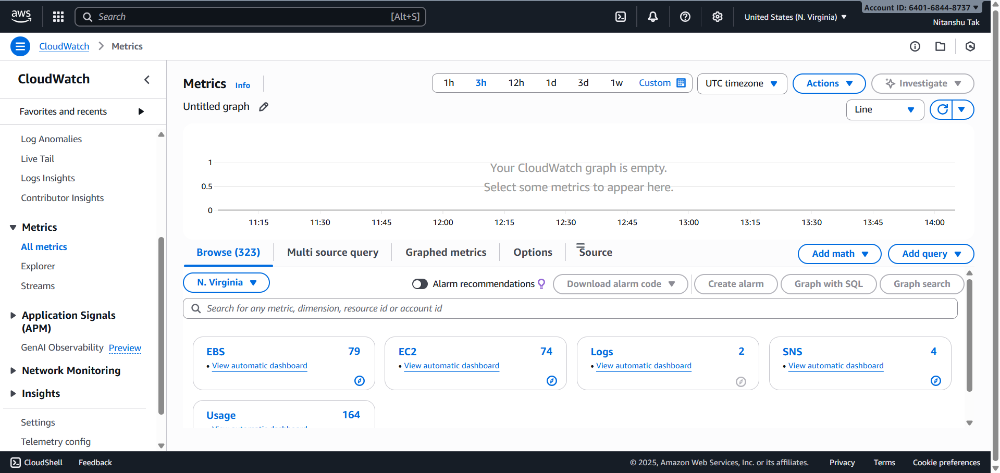 aws
Search [Alt+S]
United States (N. Virginia)
Account ID: 6401-6844-8737
Nitanshu Tak
CloudWatch
Metrics
CloudWatch
Favorites and recents
Log Anomalies
Live Tail
Logs Insights
Contributor Insights
Metrics
All metrics
Explorer
Streams
Application Signals
(APM)
GenAI Observability Preview
Network Monitoring
Insights
Settings
Telemetry config
Metrics Info
1h 3h 12h 1d 3d 1w Custom
UTC timezone
Actions
Investigate
Untitled graph
Line
1
0.5
0
Your CloudWatch graph is empty.
Select some metrics to appear here.
11:15 11:30 11:45 12:00 12:15 12:30 12:45 13:00 13:15 13:30 13:45 14:00
Browse (323) Multi source query Graphed metrics Options Source
Add math
Add query
N. Virginia
Alarm recommendations
Download alarm code
Create alarm
Graph with SQL
Graph search
Search for any metric, dimension, resource id or account id
EBS 79
• View automatic dashboard
EC2 74
• View automatic dashboard
Logs 2
• View automatic dashboard
SNS 4
• View automatic dashboard
Usage 164
View automatic dashboard
CloudShell Feedback
© 2025, Amazon Web Services, Inc. or its affiliates. Privacy Terms Cookie preferences